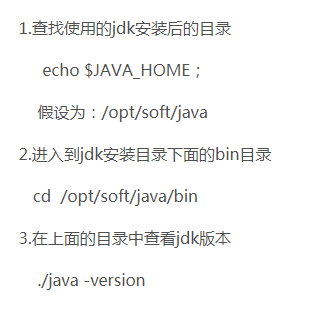 1.查找使用的jdk安装后的目录
echo $JAVA_HOME；
假设为：/opt/soft/java
2.进入到jdk安装目录下面的bin目录
cd  /opt/soft/java/bin
3.在上面的目录中查看jdk版本
./java -version